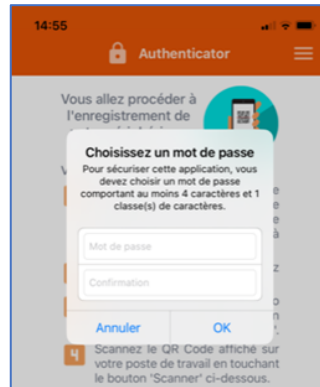 14:55
Authenticator
Vous allez procéder à
l'enregistrement de
Choisissez un mot de passe
Pour sécuriser cette application, vous
devez choisir un mot de passe
comportant au moins 4 caractères et 1
classe(s) de caractères.
Mot de passe
Confirmation
Annuler OK
4 Scannez le QR Code affiché sur
votre poste de travail en touchant
le bouton 'Scanner' ci-dessous.